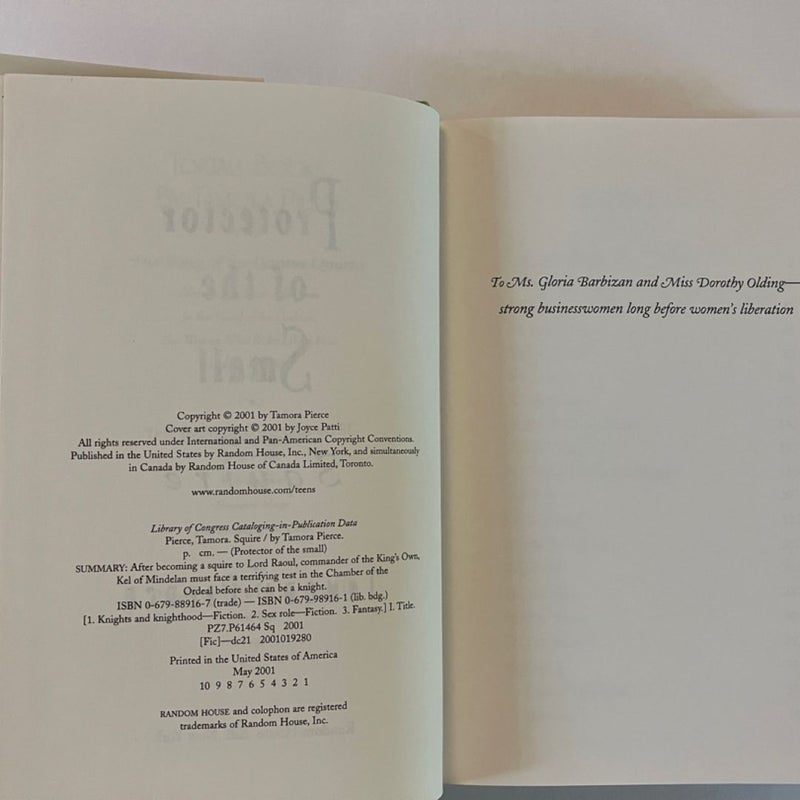 Copyright © 2001 by Tamora Pierce
Cover art copyright © 2001 by Joyce Patti
All rights reserved under International and Pan-American Copyright Conventions.
Published in the United States by Random House, Inc., New York, and simultaneously
in Canada by Random House of Canada Limited, Toronto.
www.randomhouse.com/teens
Library of Congress Cataloging-in-Publication Data
Pierce, Tamora. Squire / by Tamora Pierce.
p. cm. — (Protector of the small)
SUMMARY: After becoming a squire to Lord Raoul, commander of the King's Own,
Kel of Mindelan must face a terrifying test in the Chamber of the
Ordeal before she can be a knight.
ISBN 0-679-88916-7 (trade) — ISBN 0-679-98916-1 (lib. bdg.)
[1. Knights and knighthood—Fiction. 2. Sex role—Fiction. 3. Fantasy.] I. Title.
PZ7.P61464 Sq 2001
[Fic]—dc21 2001019280
Printed in the United States of America
May 2001
10 9 8 7 6 5 4 3 2 1
RANDOM HOUSE and colophon are registered
trademarks of Random House, Inc.
To Ms. Gloria Barbizan and Miss Dorothy Olding—
strong businesswomen long before women's liberation
Protector
of the
Small